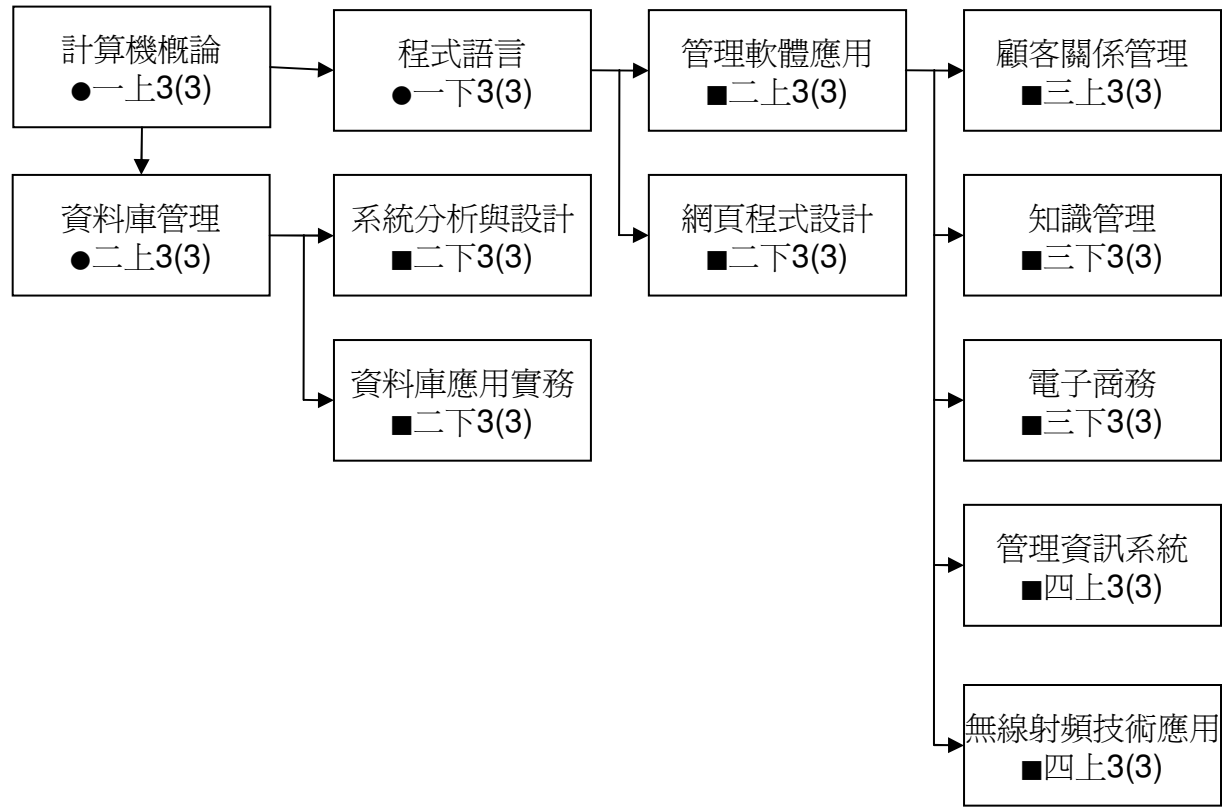 計算機概論
●一上3(3)
程式語言
●一下3(3)
管理軟體應用
■二上3(3)
顧客關係管理
■三上3(3)
資料庫管理
●二上3(3)
系統分析與設計
■二下3(3)
網頁程式設計
■二下3(3)
知識管理
■三下3(3)
資料庫應用實務
■二下3(3)
電子商務
■三下3(3)
管理資訊系統
■四上3(3)
無線射頻技術應用
■四上3(3)